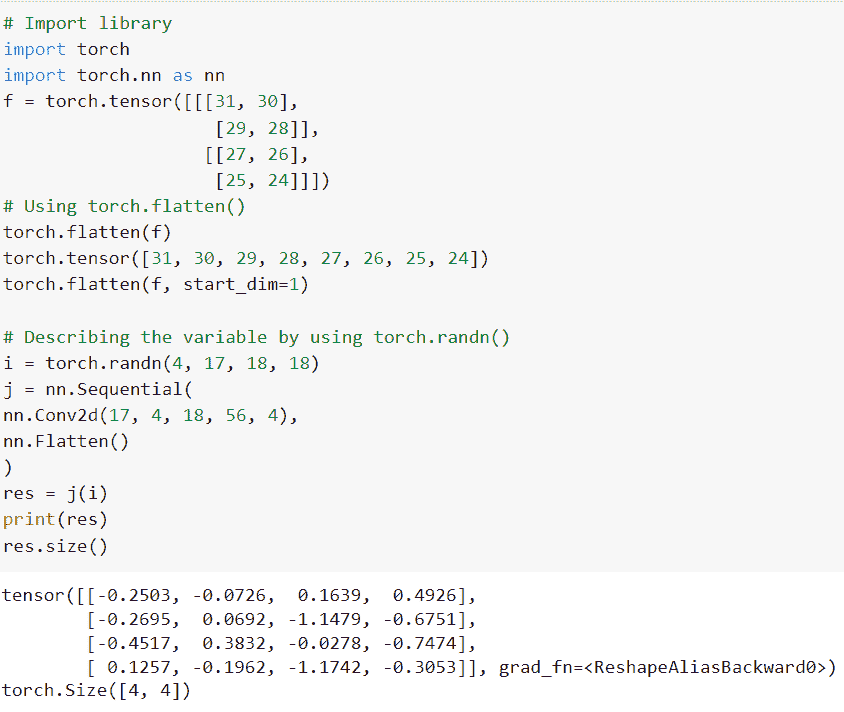 # Import library
import torch
import torch.nn as nn
f = torch.tensor([[[31, 30],
                    [29, 28]],
                   [[27, 26],
                    [25, 24]]])
# Using torch.flatten()
torch.flatten(f)
torch.tensor([31, 30, 29, 28, 27, 26, 25, 24])
torch.flatten(f, start_dim=1)

# Describing the variable by using torch.randn()
i = torch.randn(4, 17, 18, 18)
j = nn.Sequential(
nn.Conv2d(17, 4, 18, 56, 4),
nn.Flatten()
)
res = j(i)
print(res)
res.size()
tensor([[-0.2503, -0.0726,  0.1639,  0.4926],
        [-0.2695,  0.0692, -1.1479, -0.6751],
        [-0.4517,  0.3832, -0.0278, -0.7474],
        [ 0.1257, -0.1962, -1.1742, -0.3053]], grad_fn=<ReshapeAliasBackward0>)
torch.Size([4, 4])